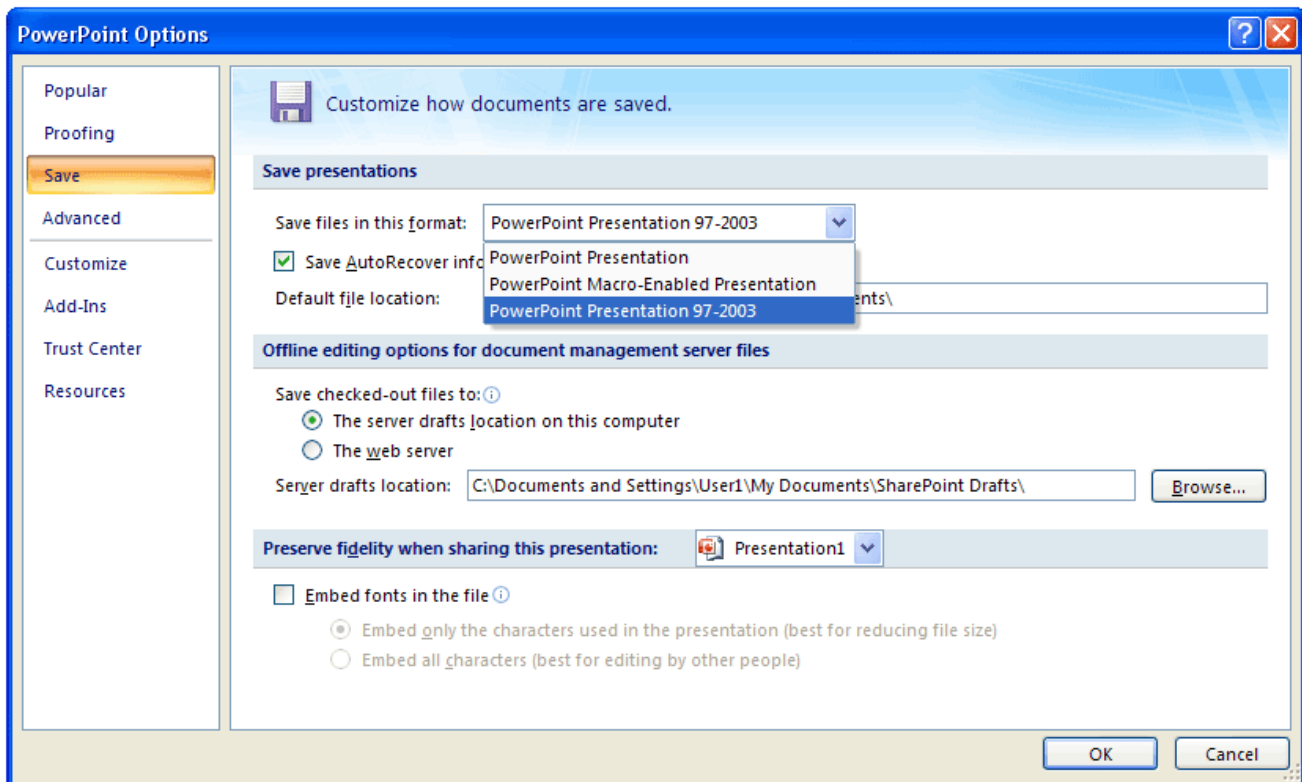 PowerPoint Options
Popular
Proofing
Save
Advanced
Customize
Add-Ins
Trust Center
Resources
Customize how documents are saved.
Save presentations
Save files in this format: PowerPoint Presentation 97-2003
PowerPoint Presentation
Save AutoRecover info
PowerPoint Macro-Enabled Presentation
Default file location: ents\
PowerPoint Presentation 97-2003
Offline editing options for document management server files
Save checked-out files to:
The server drafts location on this computer
The web server
Server drafts location: C:\Documents and Settings\User1\My Documents\SharePoint Drafts\ Browse...
Preserve fidelity when sharing this presentation: Presentation1
Embed fonts in the file
Embed only the characters used in the presentation (best for reducing file size)
Embed all characters (best for editing by other people)
OK Cancel